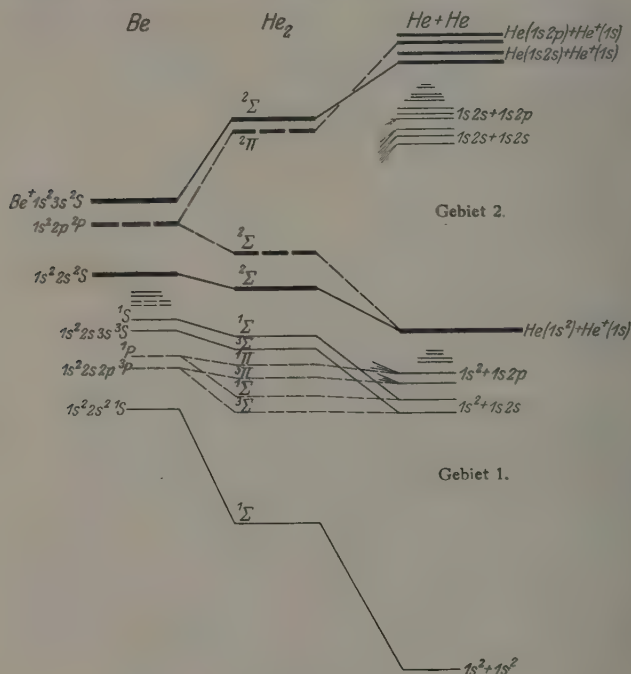 Be He₂ He + He
He(1s2p)+He⁺(1s)
He(1s2s)+He⁺(1s)
²Σ
1s2s+1s2p
²Π
1s2s+1s2s
Be⁺1s²3s ²S
Gebiet 2.
1s²2p ²P
²Σ
1s²2s ²S
²Σ
¹S
¹Σ
He(1s²)+He⁺(1s)
1s²2s3s ³S
³Σ
¹P
¹Π
1s²2s2p ³P
³Π
1s²+1s2p
¹Σ
³Σ
1s²+1s2s
1s²2s² ¹S
Gebiet 1.
¹Σ
1s²+1s²